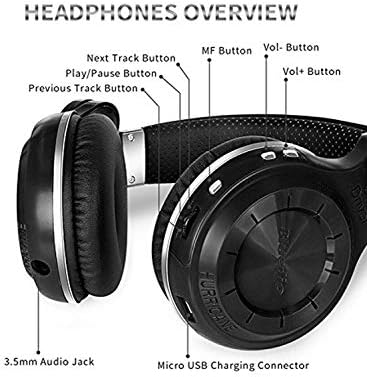 HEADPHONES OVERVIEW
Vol- Button
MF Button
Next Track Button
Vol+ Button
Play/Pause Button
Previous Track Button
HURRICANE
3.5mm Audio Jack
Micro USB Charging Connector